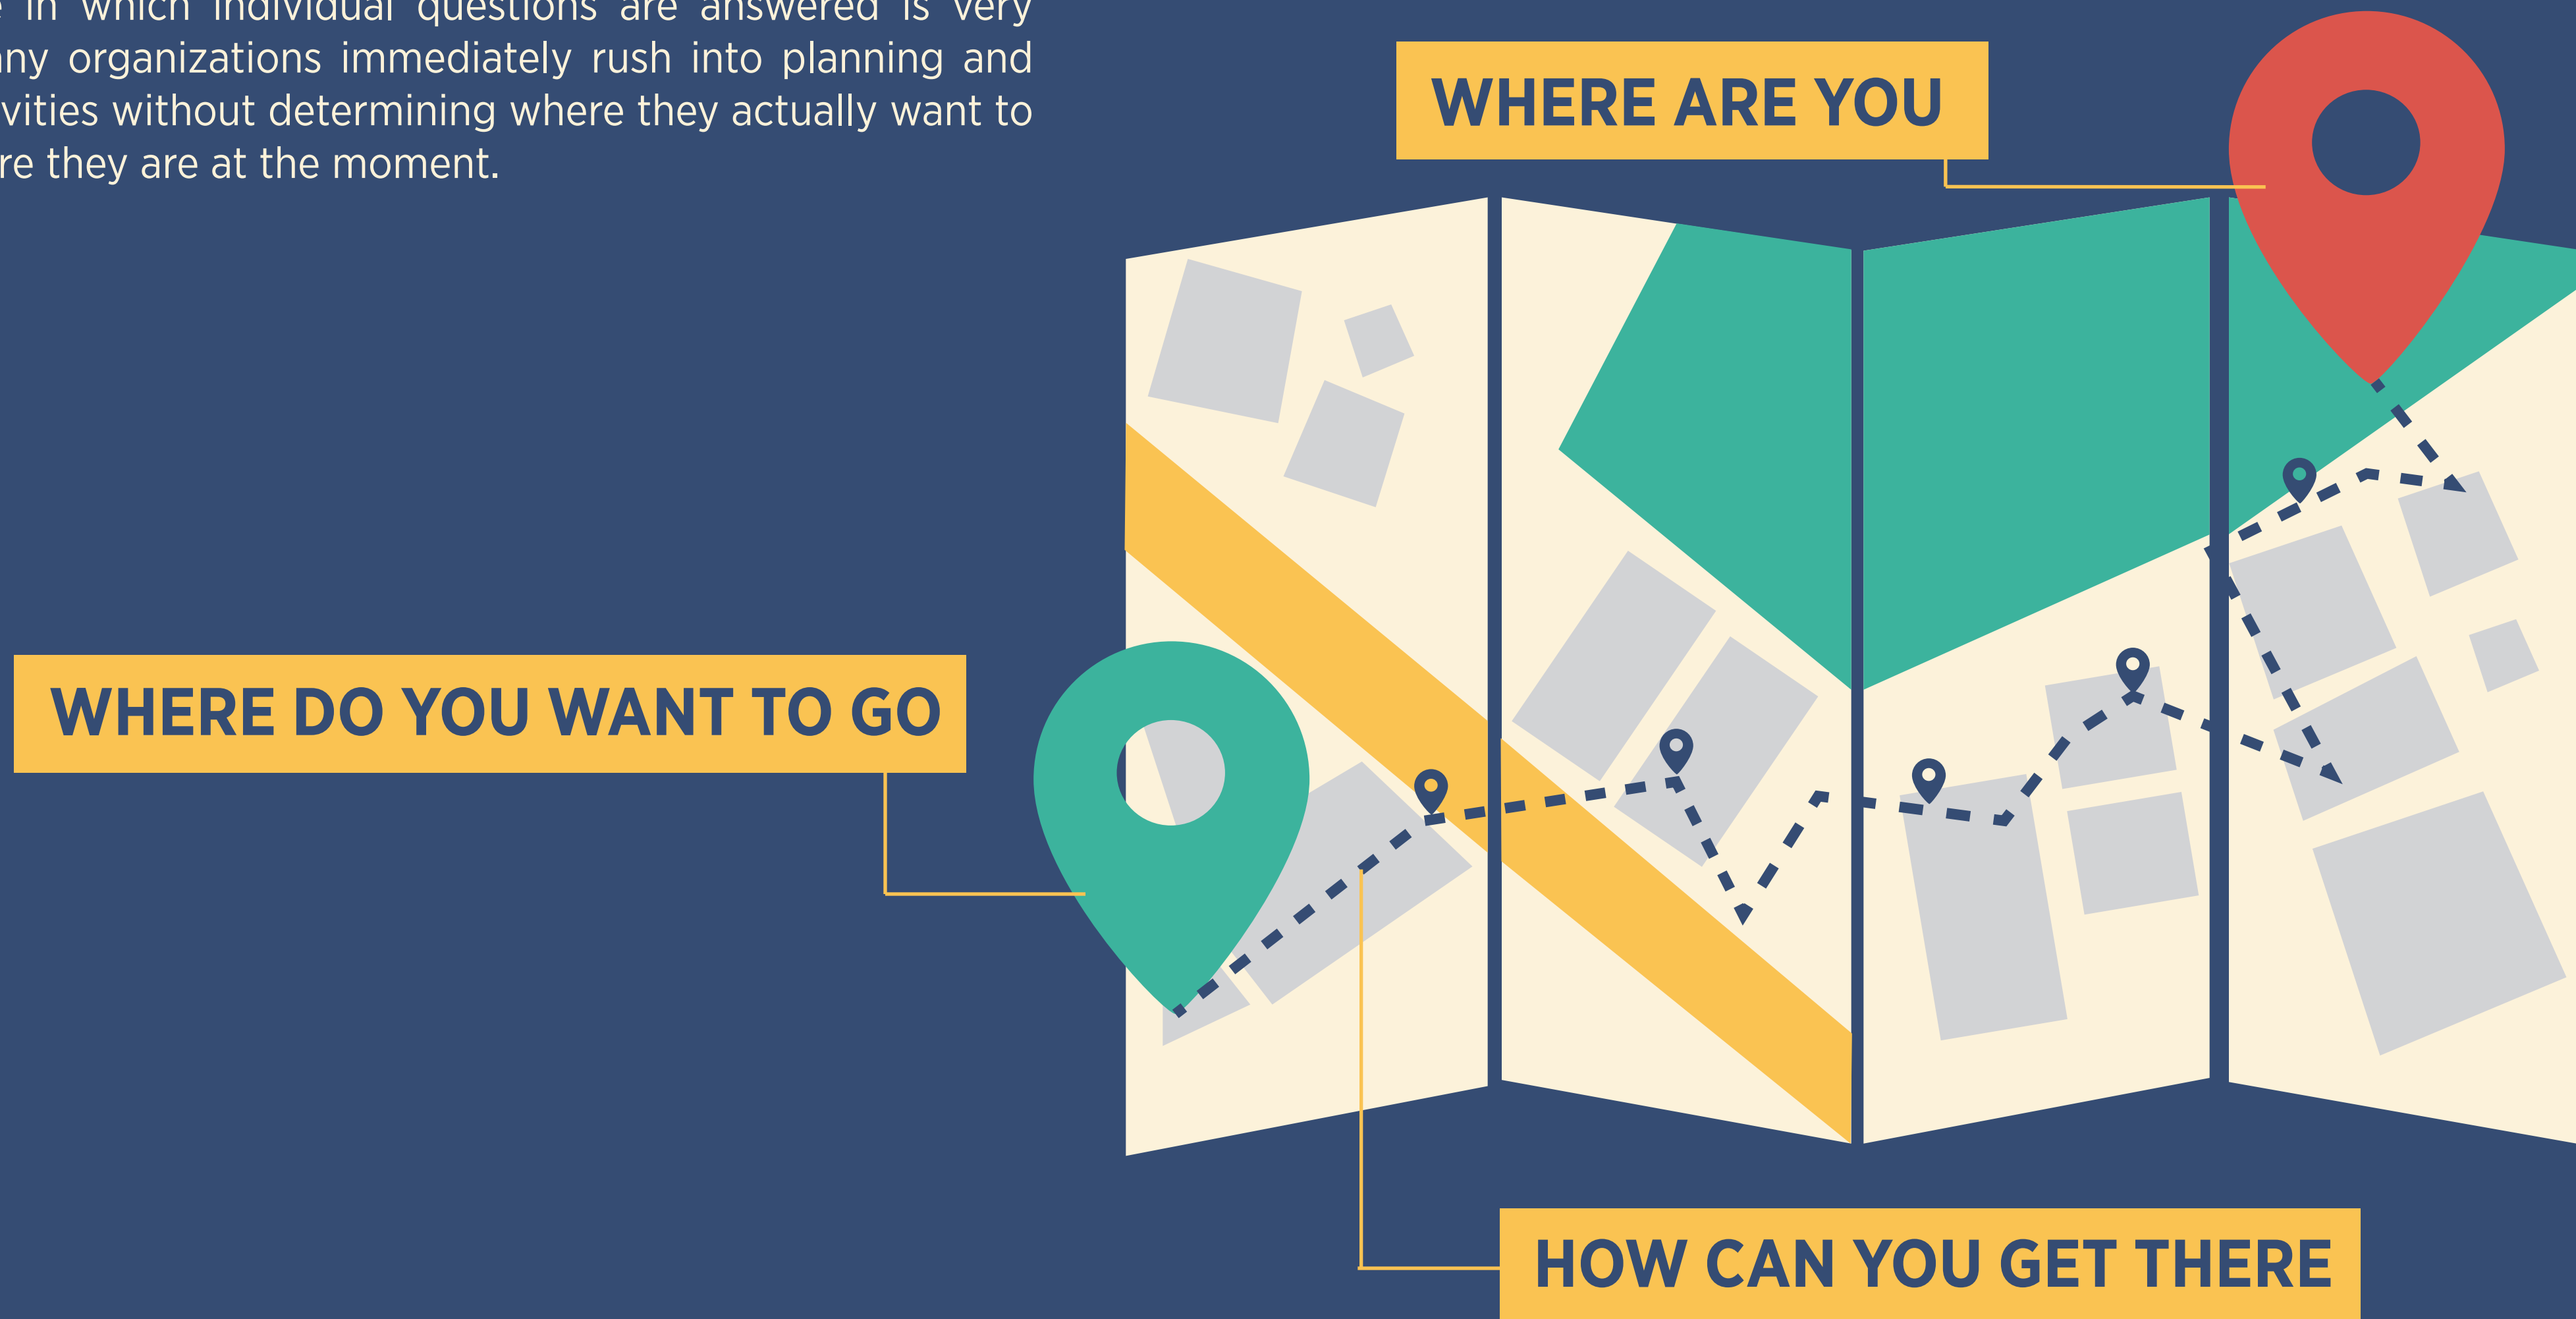 in which individual questions are answered is very
organizations immediately rush into planning and
without determining where they actually want to
they are at the moment.
WHERE ARE YOU
WHERE DO YOU WANT TO GO
HOW CAN YOU GET THERE